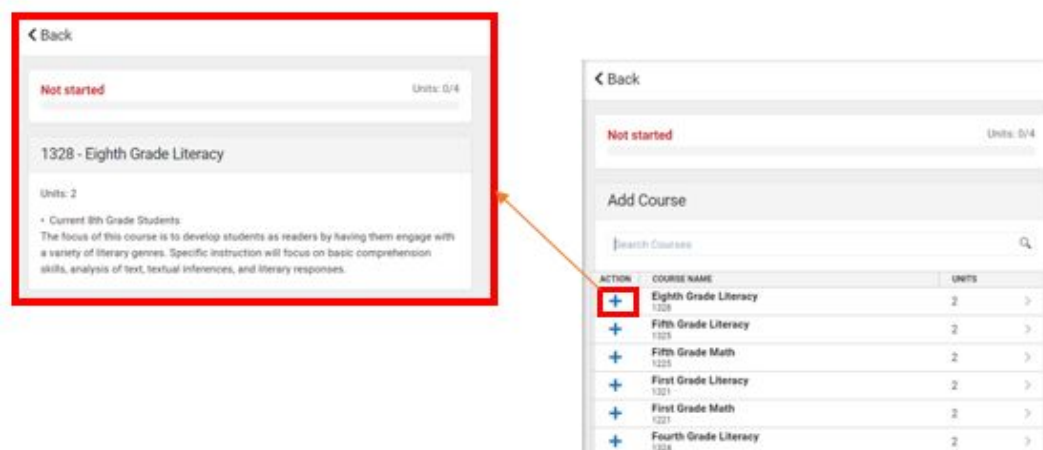 Back
Not started Units: 0/4
1328 - Eighth Grade Literacy
Units: 2
• Current 8th Grade Students
The focus of this course is to develop students as readers by having them engage with
a variety of literary genres. Specific instruction will focus on basic comprehension
skills, analysis of text, textual inferences, and literary responses.
Back
Not started Units: 0/4
Add Course
Search Courses
ACTION COURSE NAME UNITS
Eighth Grade Literacy 2
1328
Fifth Grade Literacy 2
1325
Fifth Grade Math 2
1225
First Grade Literacy 2
1321
First Grade Math 2
1221
Fourth Grade Literacy 2
1324